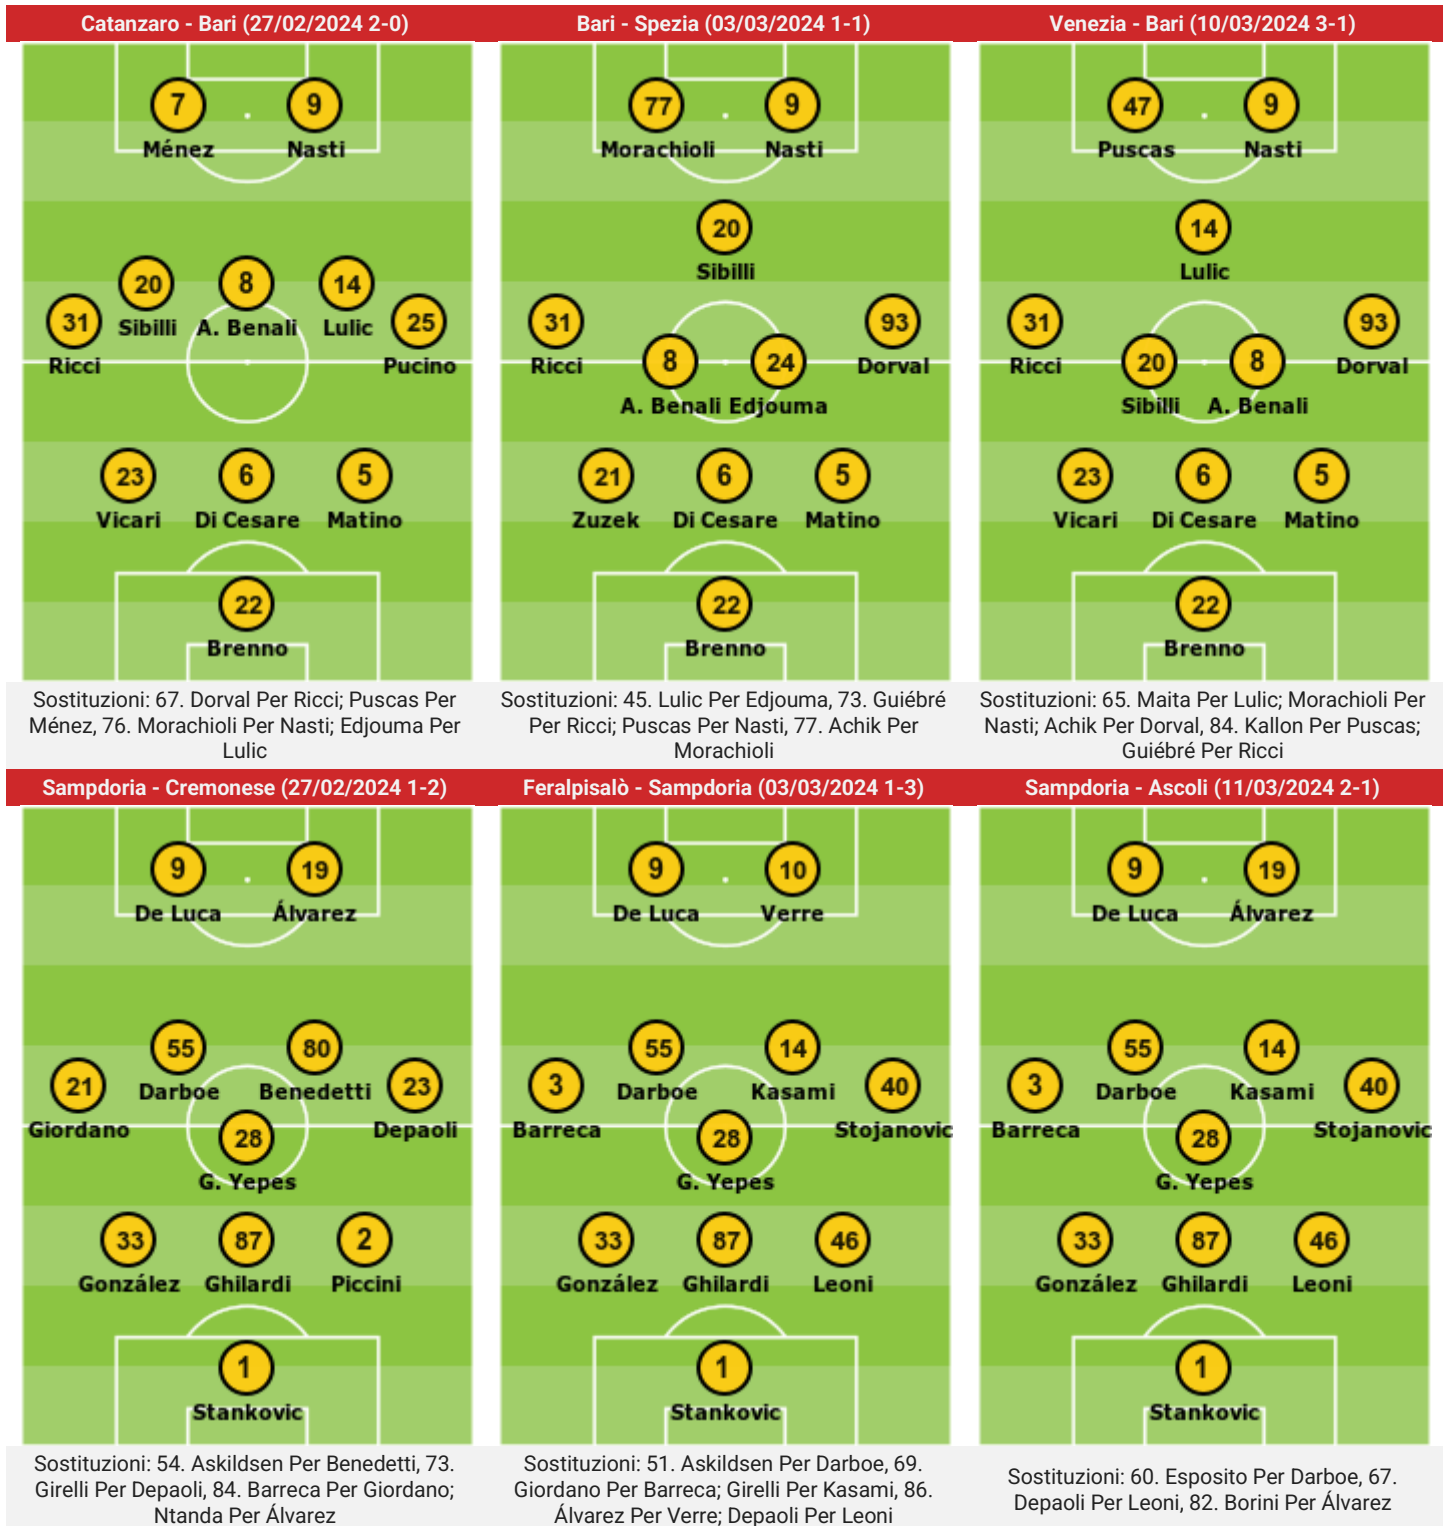 Catanzaro - Bari (27/02/2024 2-0)
7 9
Ménez Nasti
20 8 14
31 Sibilli A. Benali Lulic 25
Ricci Pucino
23 6 5
Vicari Di Cesare Matino
22
Brenno
Sostituzioni: 67. Dorval Per Ricci; Puscas Per
Ménez, 76. Morachioli Per Nasti; Edjouma Per
Lulic
Bari - Spezia (03/03/2024 1-1)
77 9
Morachioli Nasti
20
Sibilli
31 93
Ricci 8 24 Dorval
A. Benali Edjouma
21 6 5
Zuzek Di Cesare Matino
22
Brenno
Sostituzioni: 45. Lulic Per Edjouma, 73. Guiébré
Per Ricci; Puscas Per Nasti, 77. Achik Per
Morachioli
Venezia - Bari (10/03/2024 3-1)
47 9
Puscas Nasti
14
Lulic
31 93
Ricci 20 8 Dorval
Sibilli A. Benali
23 6 5
Vicari Di Cesare Matino
22
Brenno
Sostituzioni: 65. Maita Per Lulic; Morachioli Per
Nasti; Achik Per Dorval, 84. Kallon Per Puscas;
Guiébré Per Ricci
Sampdoria - Cremonese (27/02/2024 1-2)
9 19
De Luca Álvarez
55 80
21 Darboe Benedetti 23
Giordano Depaoli
28
G. Yepes
33 87 2
González Ghilardi Piccini
1
Stankovic
Sostituzioni: 54. Askildsen Per Benedetti, 73.
Girelli Per Depaoli, 84. Barreca Per Giordano;
Ntanda Per Álvarez
Feralpisalò - Sampdoria (03/03/2024 1-3)
9 10
De Luca Verre
55 14
3 Darboe Kasami 40
Barreca Stojanovic
28
G. Yepes
33 87 46
González Ghilardi Leoni
1
Stankovic
Sostituzioni: 51. Askildsen Per Darboe, 69.
Giordano Per Barreca; Girelli Per Kasami, 86.
Álvarez Per Verre; Depaoli Per Leoni
Sampdoria - Ascoli (11/03/2024 2-1)
9 19
De Luca Álvarez
55 14
3 Darboe Kasami 40
Barreca Stojanovic
28
G. Yepes
33 87 46
González Ghilardi Leoni
1
Stankovic
Sostituzioni: 60. Esposito Per Darboe, 67.
Depaoli Per Leoni, 82. Borini Per Álvarez